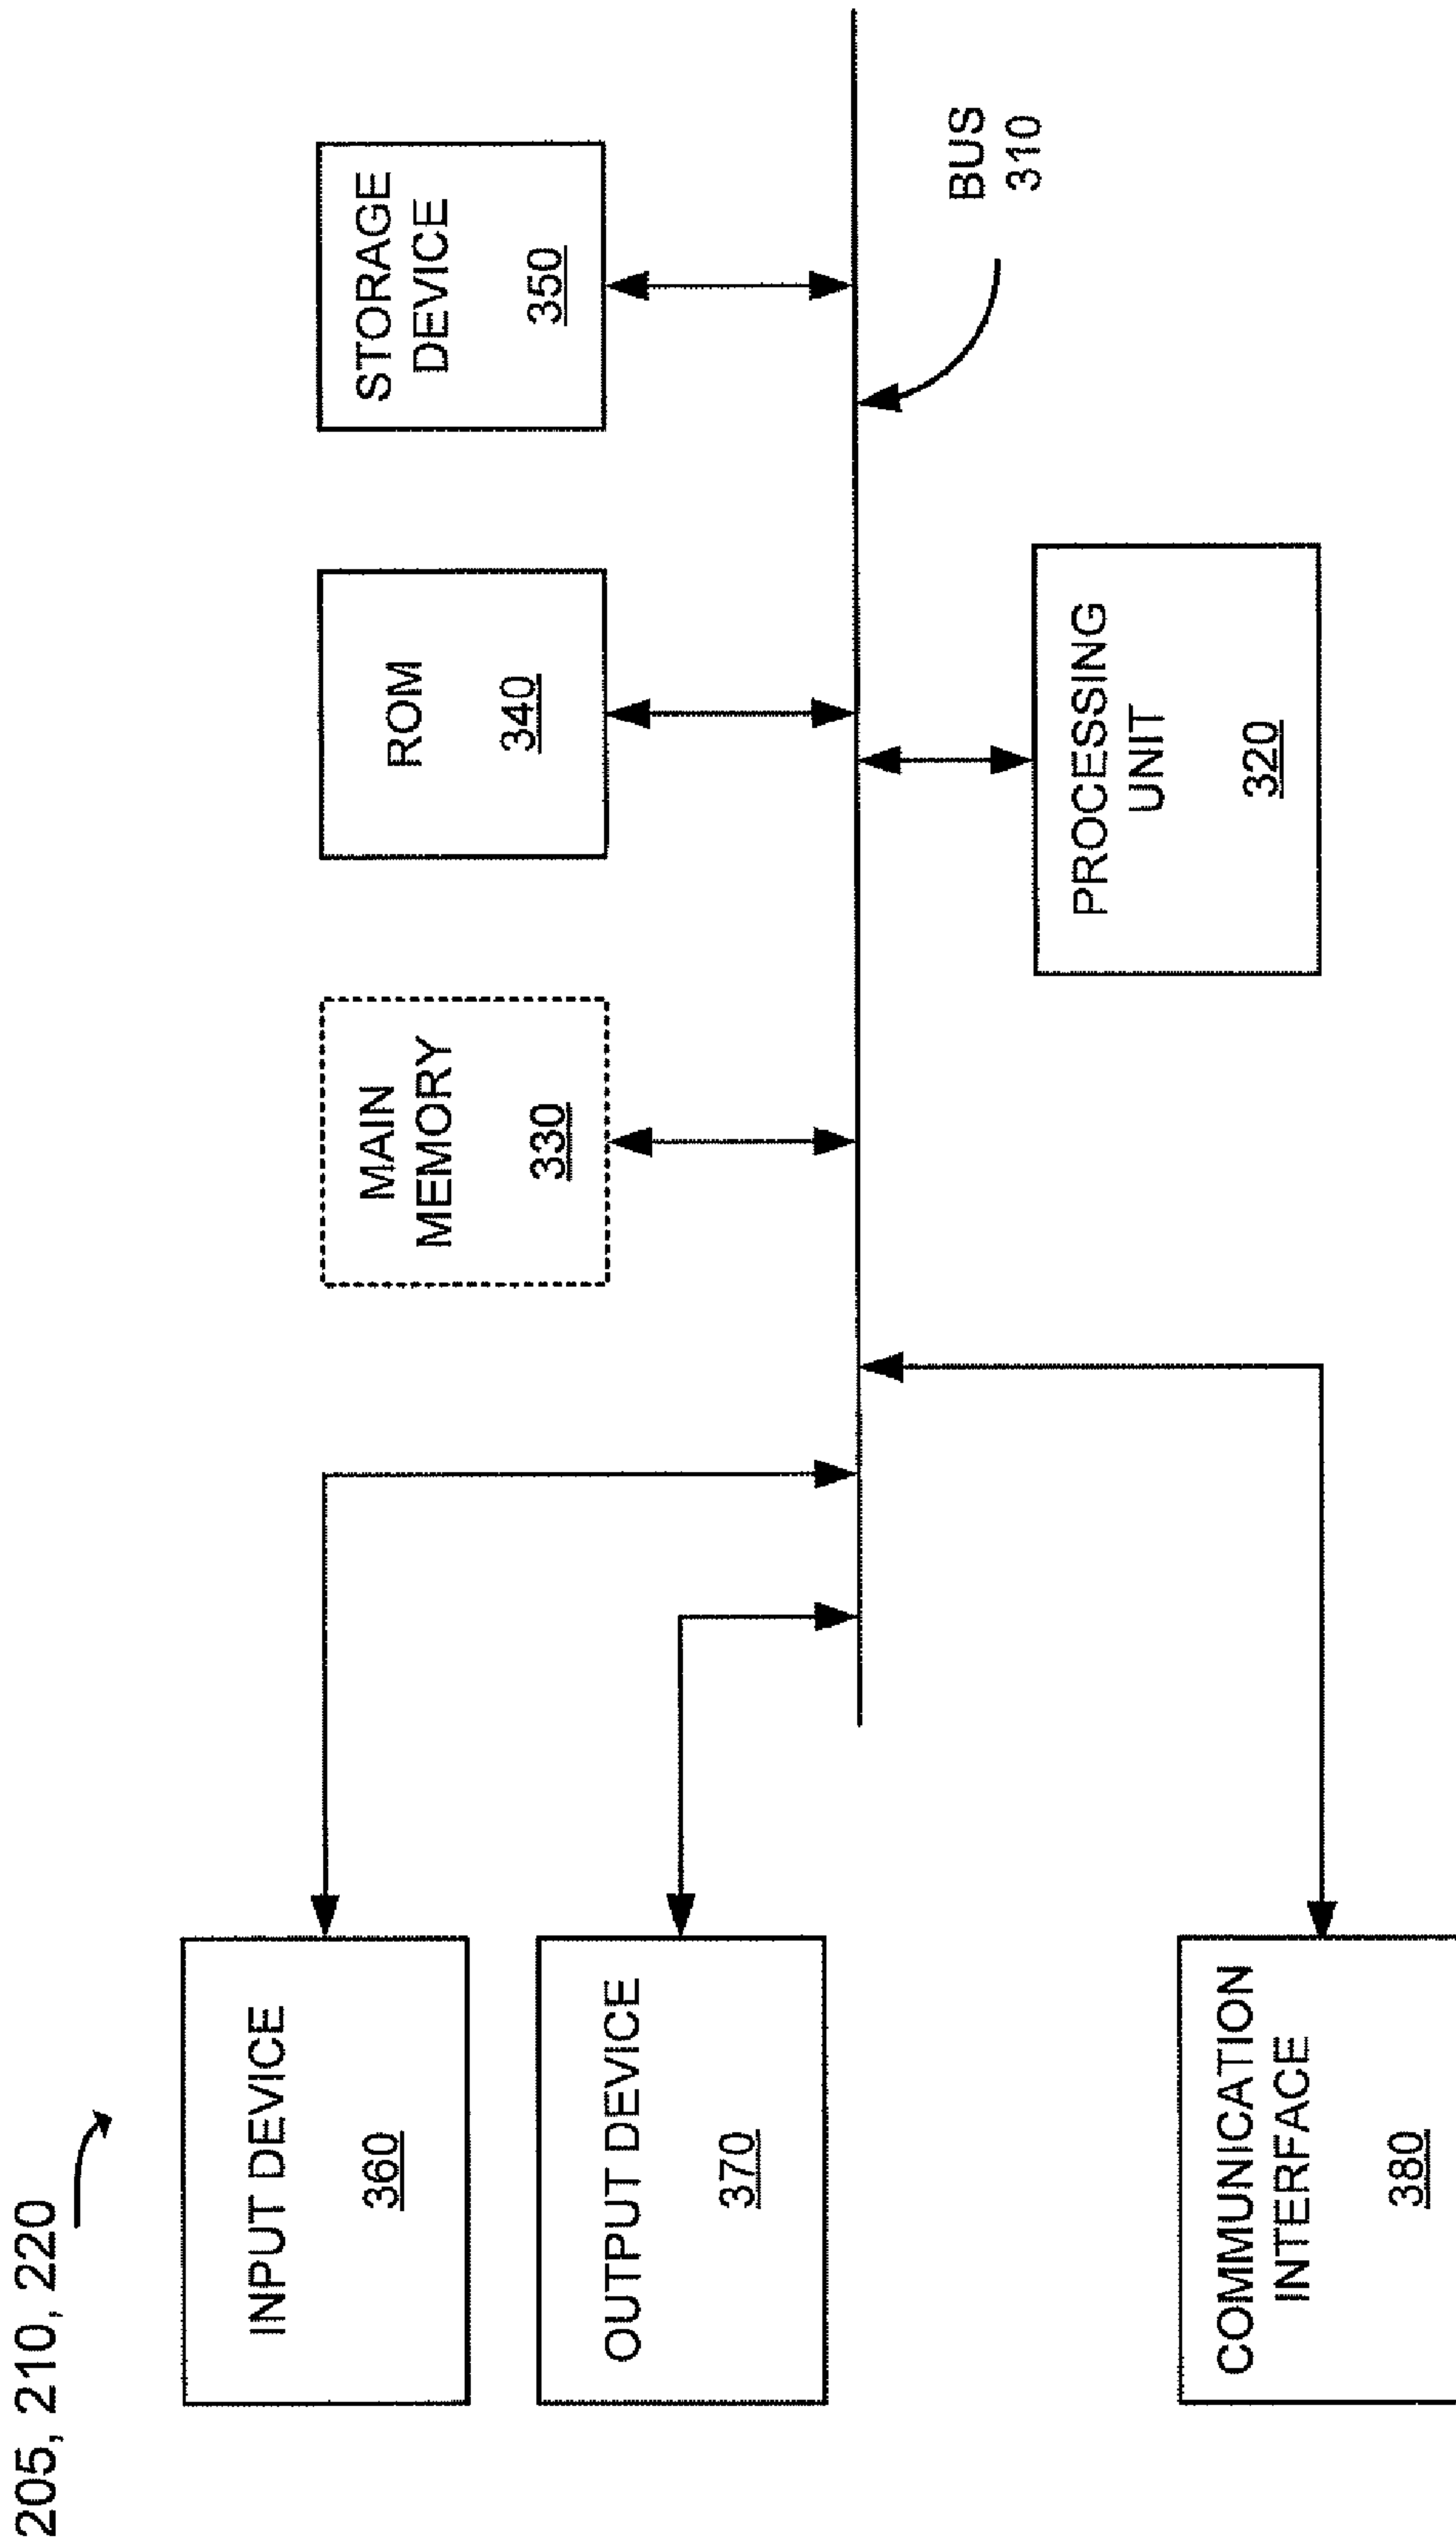 205, 210, 220
INPUT DEVICE
360
OUTPUT DEVICE
370
COMMUNICATION
INTERFACE
380
MAIN
MEMORY
330
ROM
340
STORAGE
DEVICE
350
PROCESSING
UNIT
320
BUS
310